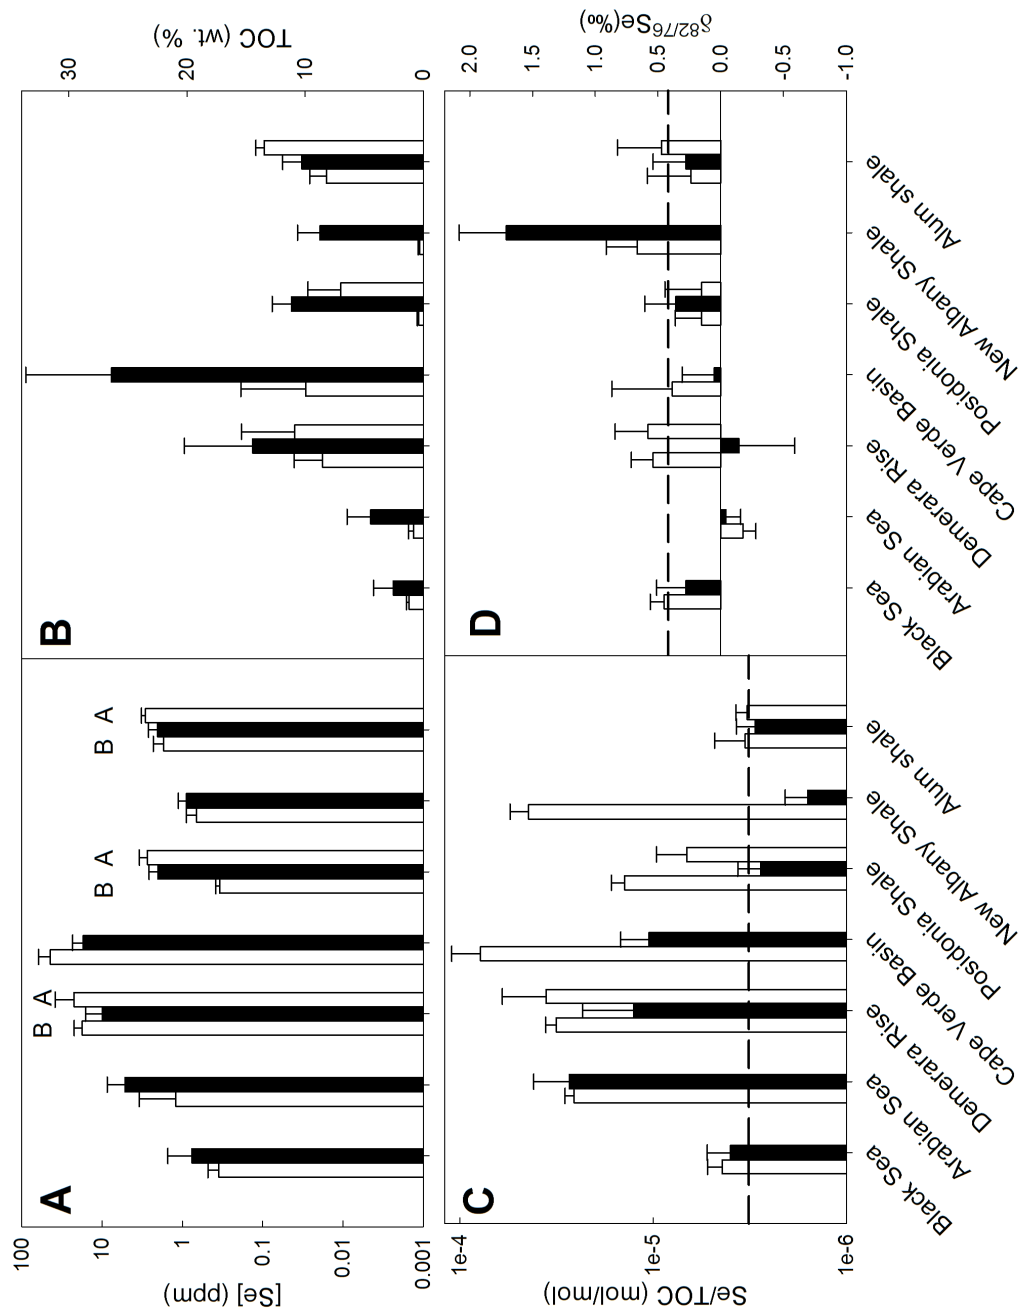 A
[Se] (ppm)
100
10
1
0.1
0.01
0.001
B A
B A
B A
B
TOC (wt. %)
30
20
10
0
C
Se/TOC (mol/mol)
1e-4
1e-5
1e-6
Black Sea
Arabian Sea
Demerara Rise
Cape Verde Basin
Posidonia Shale
New Albany Shale
Alum shale
D
δ82/76Se(‰)
2.0
1.5
1.0
0.5
0.0
-0.5
-1.0
Black Sea
Arabian Sea
Demerara Rise
Cape Verde Basin
Posidonia Shale
New Albany Shale
Alum shale